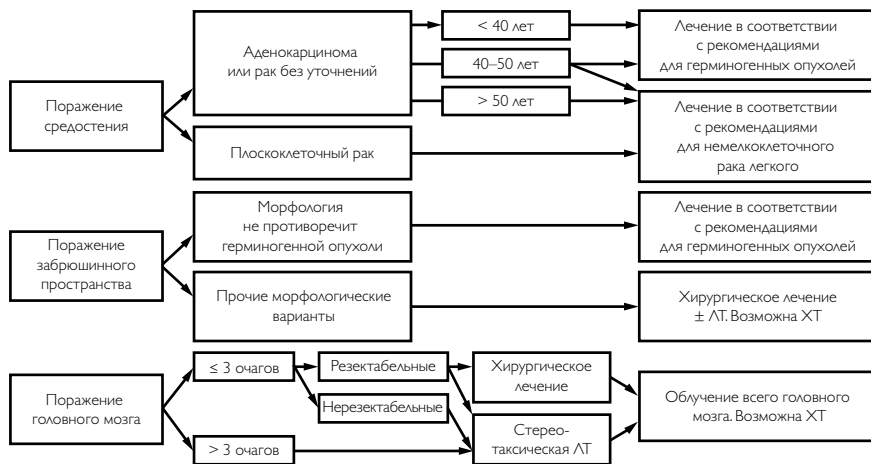 Поражение
средостения
Аденокарцинома
или рак без уточнений
< 40 лет
40–50 лет
> 50 лет
Лечение в соответствии
с рекомендациями
для герминогенных опухолей
Лечение в соответствии
с рекомендациями
для немелкоклеточного
рака легкого
Плоскоклеточный рак
Поражение
забрюшинного
пространства
Морфология
не противоречит
герминогенной опухоли
Лечение в соответствии
с рекомендациями
для герминогенных опухолей
Прочие морфологические
варианты
Хирургическое лечение
± ЛТ. Возможна ХТ
Поражение
головного мозга
≤ 3 очагов
Резектабельные
Нерезектабельные
> 3 очагов
Хирургическое
лечение
Стерео-
таксическая ЛТ
Облучение всего головного
мозга. Возможна ХТ